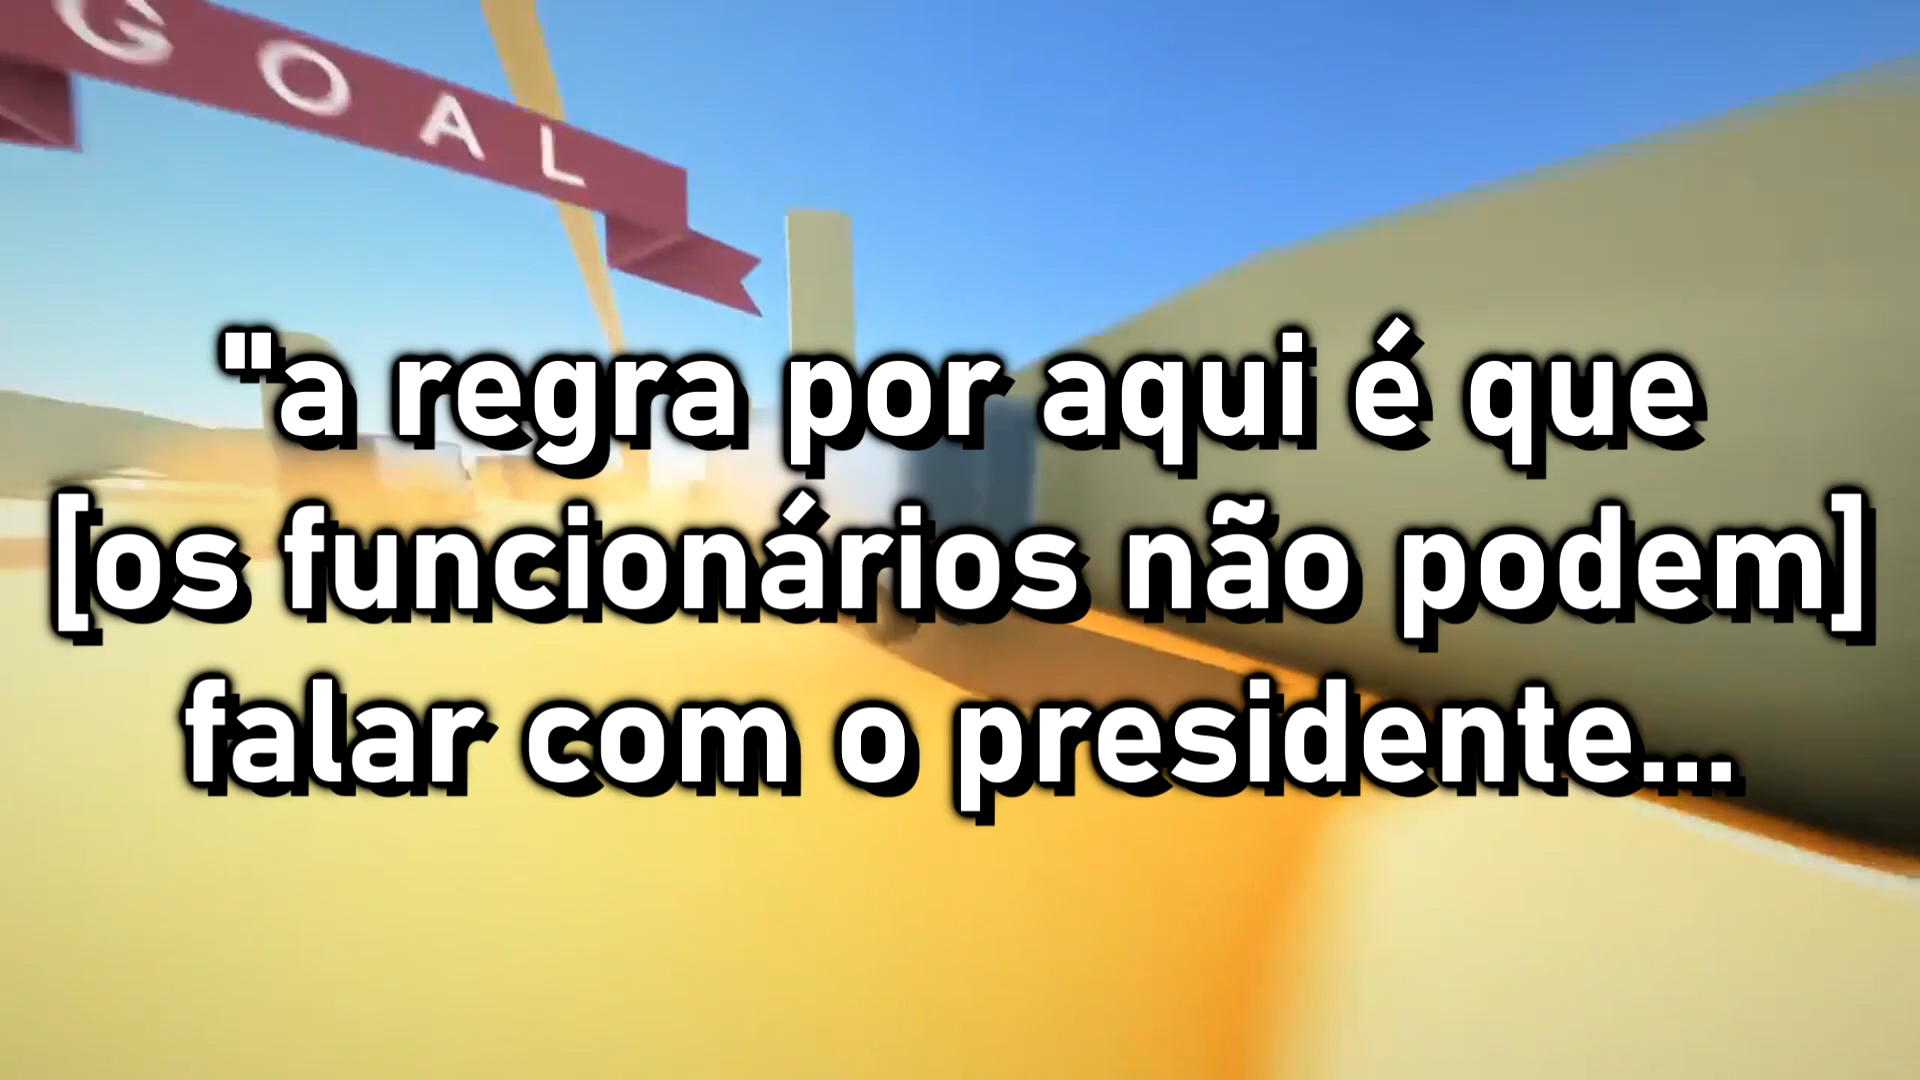 GOAL
"a regra por aqui é que
[os funcionários não podem]
falar com o presidente...